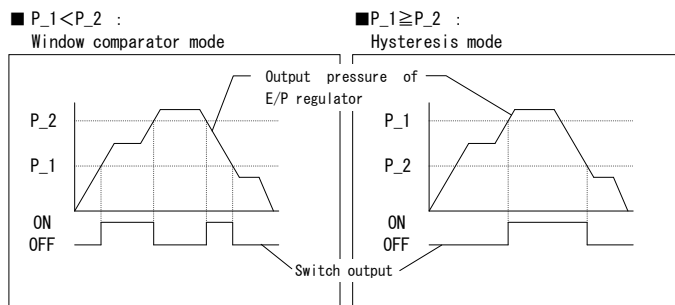 ■ P_1＜P_2 :
Window comparator mode
■P_1≧P_2 :
Hysteresis mode
Output pressure of
E/P regulator
P_2
P_1
ON
OFF
P_1
P_2
ON
OFF
Switch output